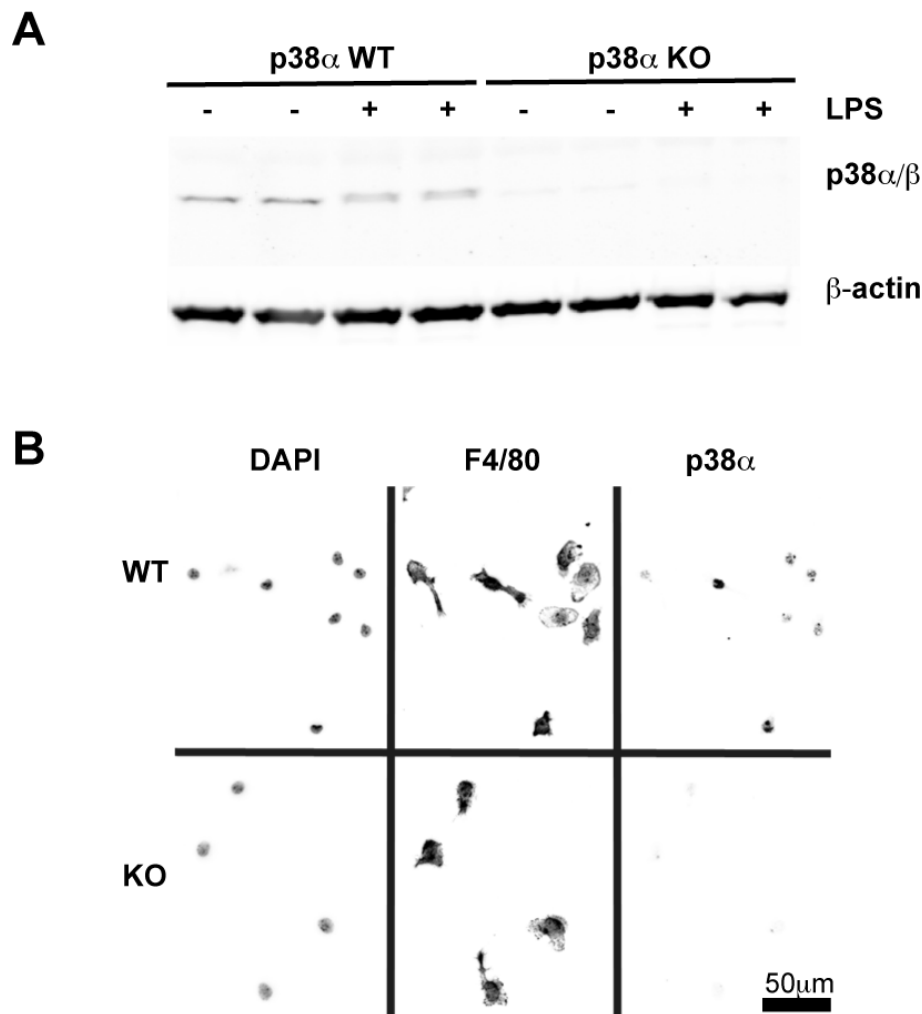 A
p38α WT p38α KO
- - + + - - + + LPS
p38α/β
β-actin
B
DAPI F4/80 p38α
WT
KO
50μm